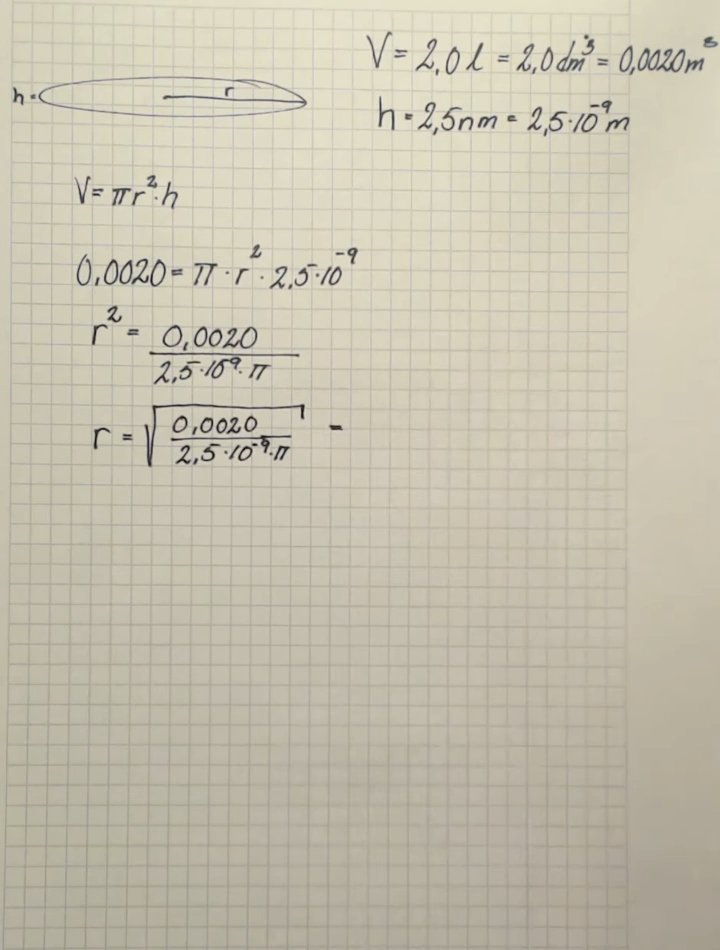 V = 2,0 l = 2,0 dm³ = 0,0020 m³
h = r
h = 2,5 nm = 2,5·10⁻⁹ m
V = πr²·h
0,0020 = π · r² · 2,5·10⁻⁹
r² = 0,0020 / 2,5·10⁻⁹·π
r = √(0,0020 / 2,5·10⁻⁹·π) =